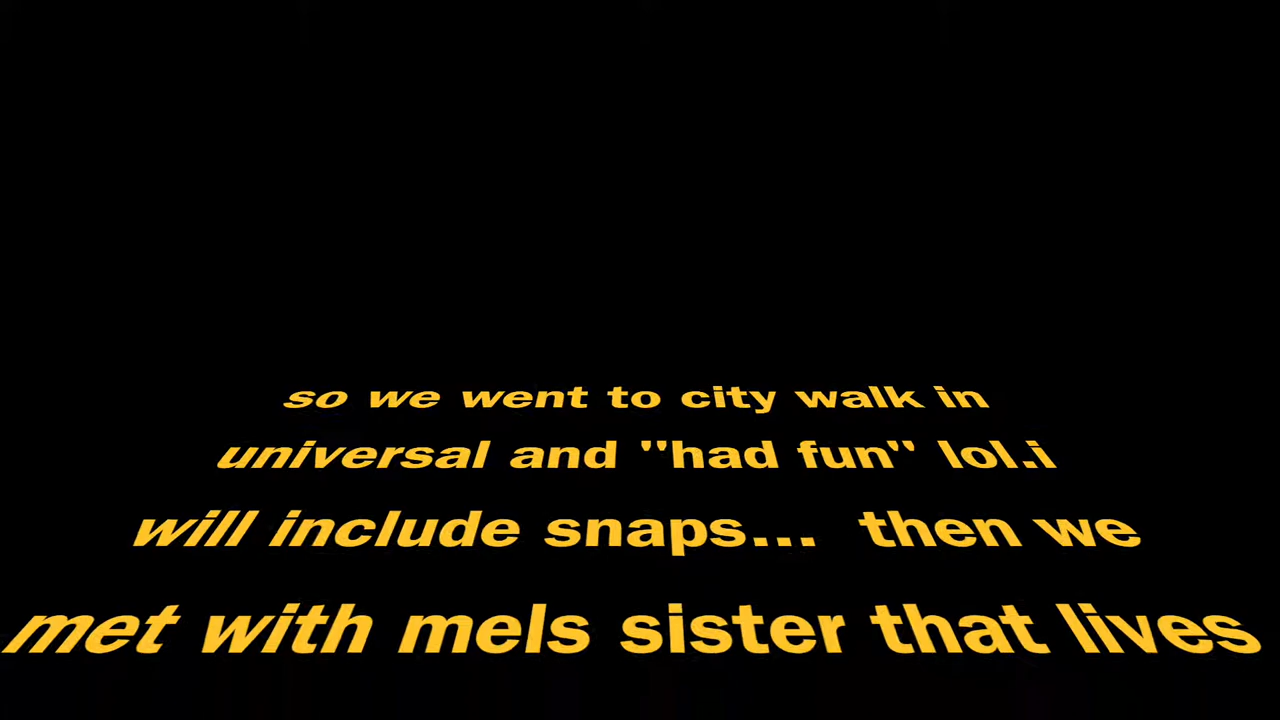 so we went to city walk in
universal and "had fun" lol.i
will include snaps...  then we
met with mels sister that lives